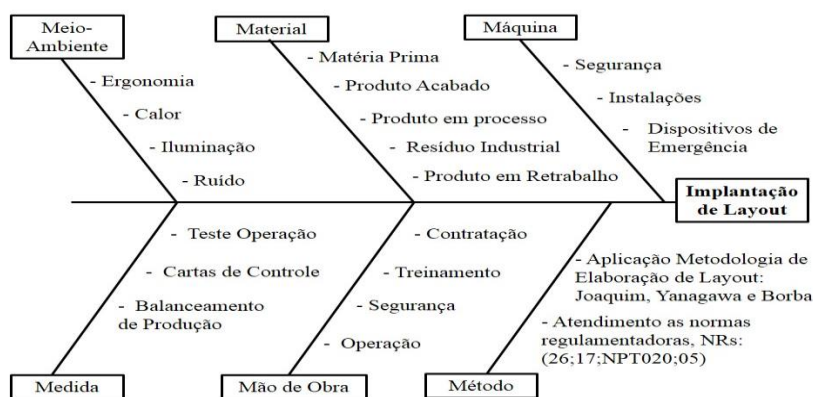 Meio-
Ambiente
- Ergonomia
- Calor
- Iluminação
- Ruído
Material
- Matéria Prima
- Produto Acabado
- Produto em processo
- Resíduo Industrial
- Produto em Retrabalho
Máquina
- Segurança
- Instalações
- Dispositivos de
Emergência
Implantação
de Layout
- Teste Operação
- Cartas de Controle
- Balanceamento
de Produção
Medida
- Contratação
- Treinamento
- Segurança
- Operação
Mão de Obra
- Aplicação Metodologia de
Elaboração de Layout:
Joaquim, Yanagawa e Borba
- Atendimento as normas
regulamentadoras, NRs:
(26;17;NPT020;05)
Método